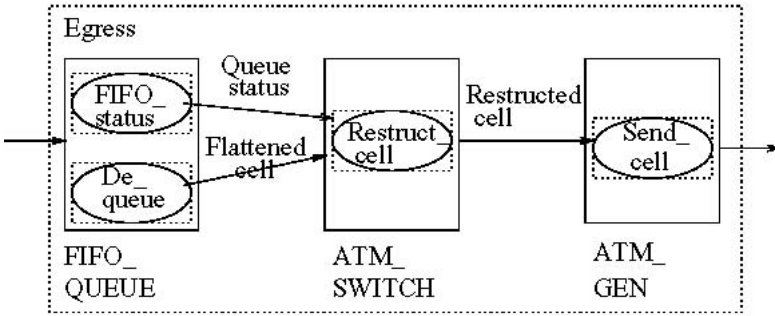 Egress
FIFO_
status
De_
queue
Queue
status
Flattened
cell
Restruct_
cell
Restructed
cell
Send_
cell
FIFO_
QUEUE
ATM_
SWITCH
ATM_
GEN